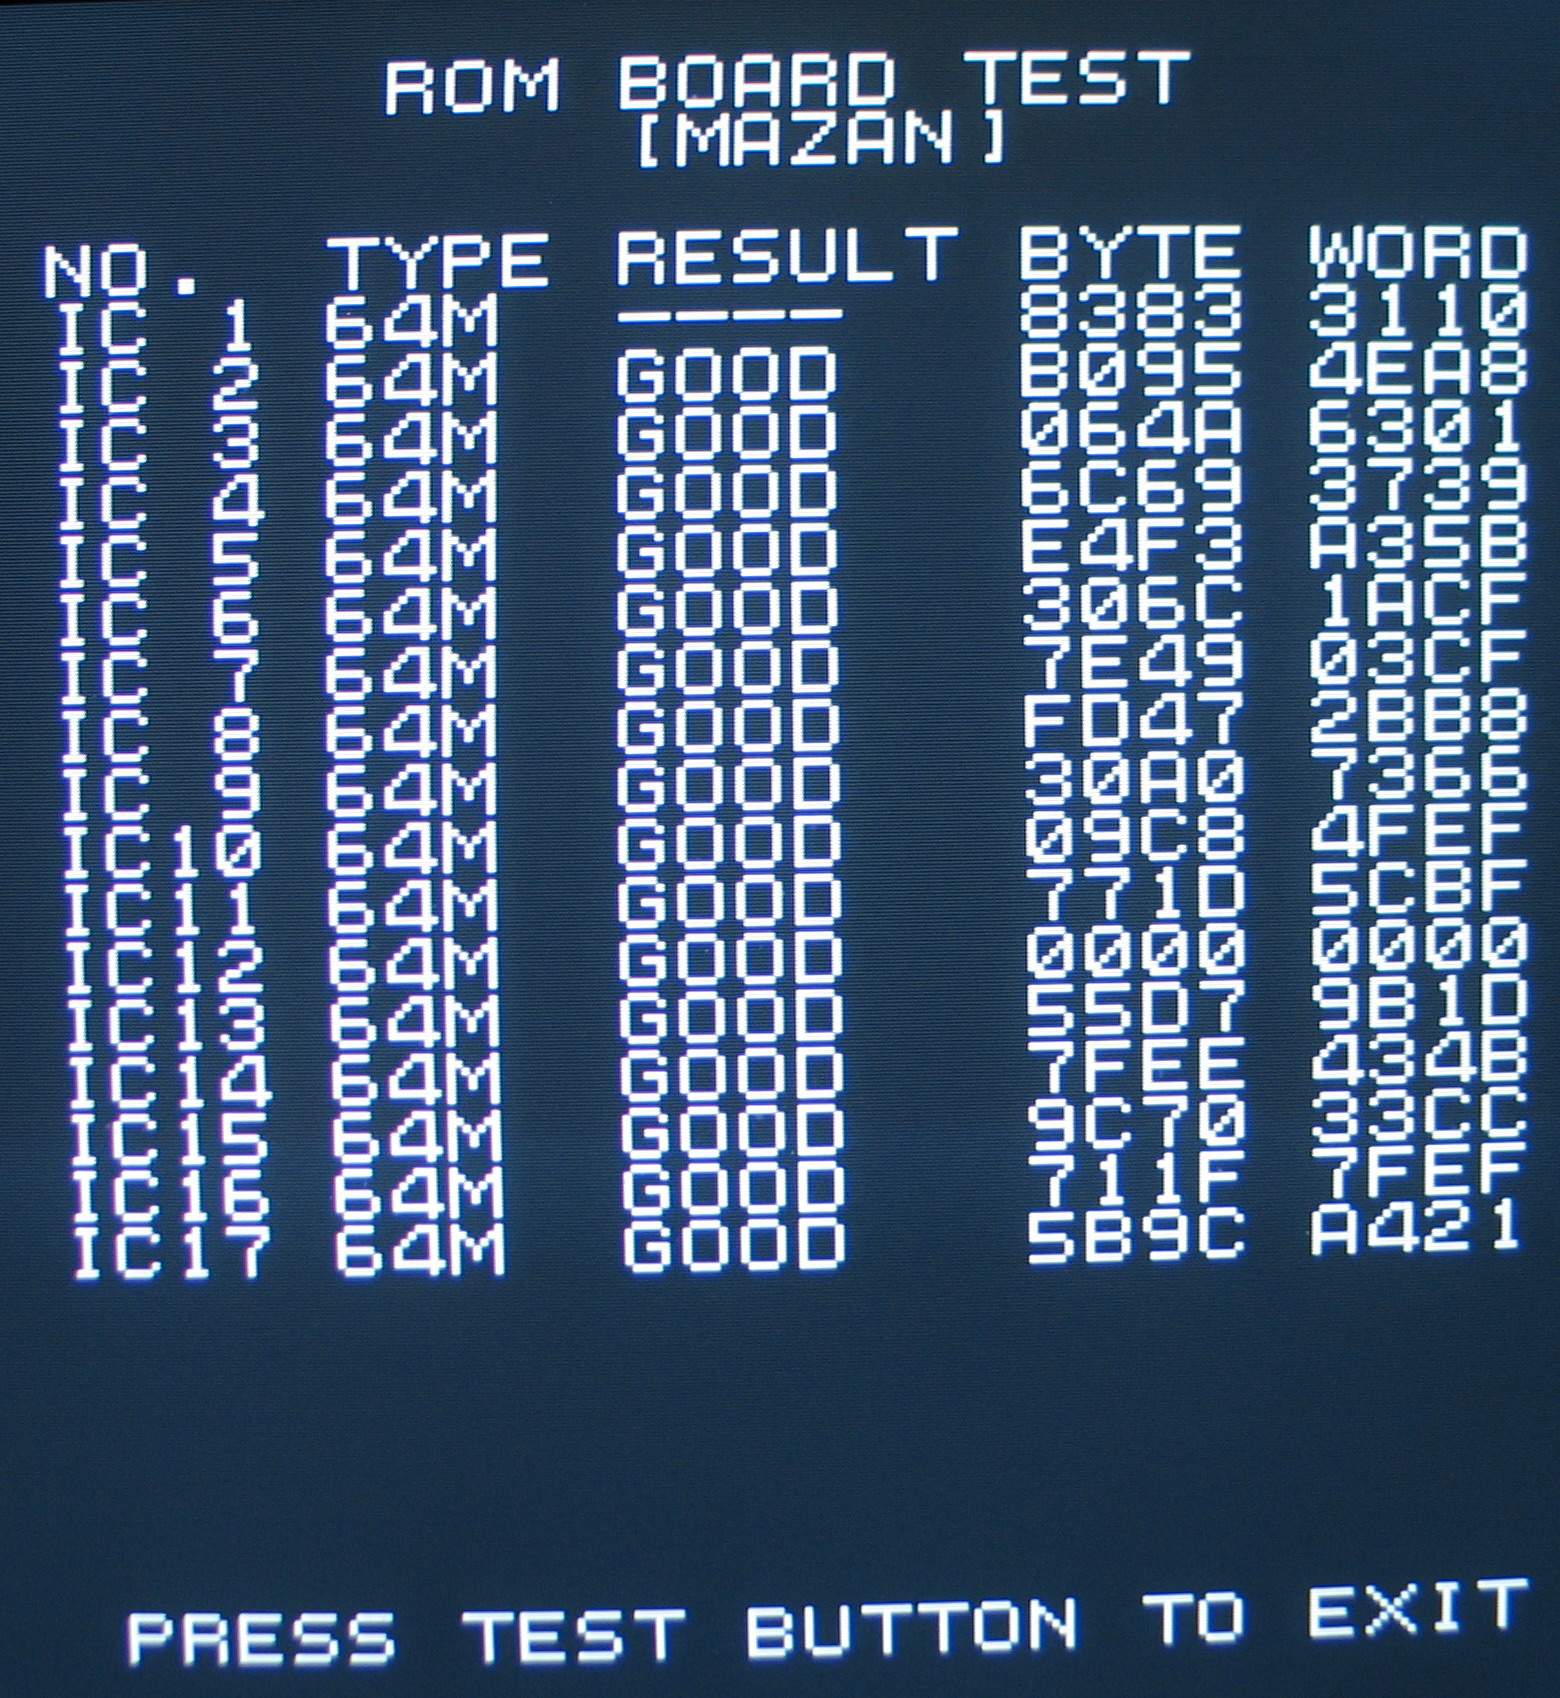 ROM BOARD TEST
[MAZAN]
NO. TYPE RESULT BYTE WORD
IC 1 64M ---- 8383 3110
IC 2 64M GOOD B095 4EA8
IC 3 64M GOOD 064A 6301
IC 4 64M GOOD 6C69 3739
IC 5 64M GOOD E4F3 A35B
IC 6 64M GOOD 306C 1ACF
IC 7 64M GOOD 7E49 03CF
IC 8 64M GOOD FD47 2BB8
IC 9 64M GOOD 30A0 7366
IC10 64M GOOD 09C8 4FEF
IC11 64M GOOD 771D 5CBF
IC12 64M GOOD 0000 0000
IC13 64M GOOD 55D7 9B1D
IC14 64M GOOD 7FEE 434B
IC15 64M GOOD 9C70 33CC
IC16 64M GOOD 711F 7FEF
IC17 64M GOOD 5B9C A421
PRESS TEST BUTTON TO EXIT